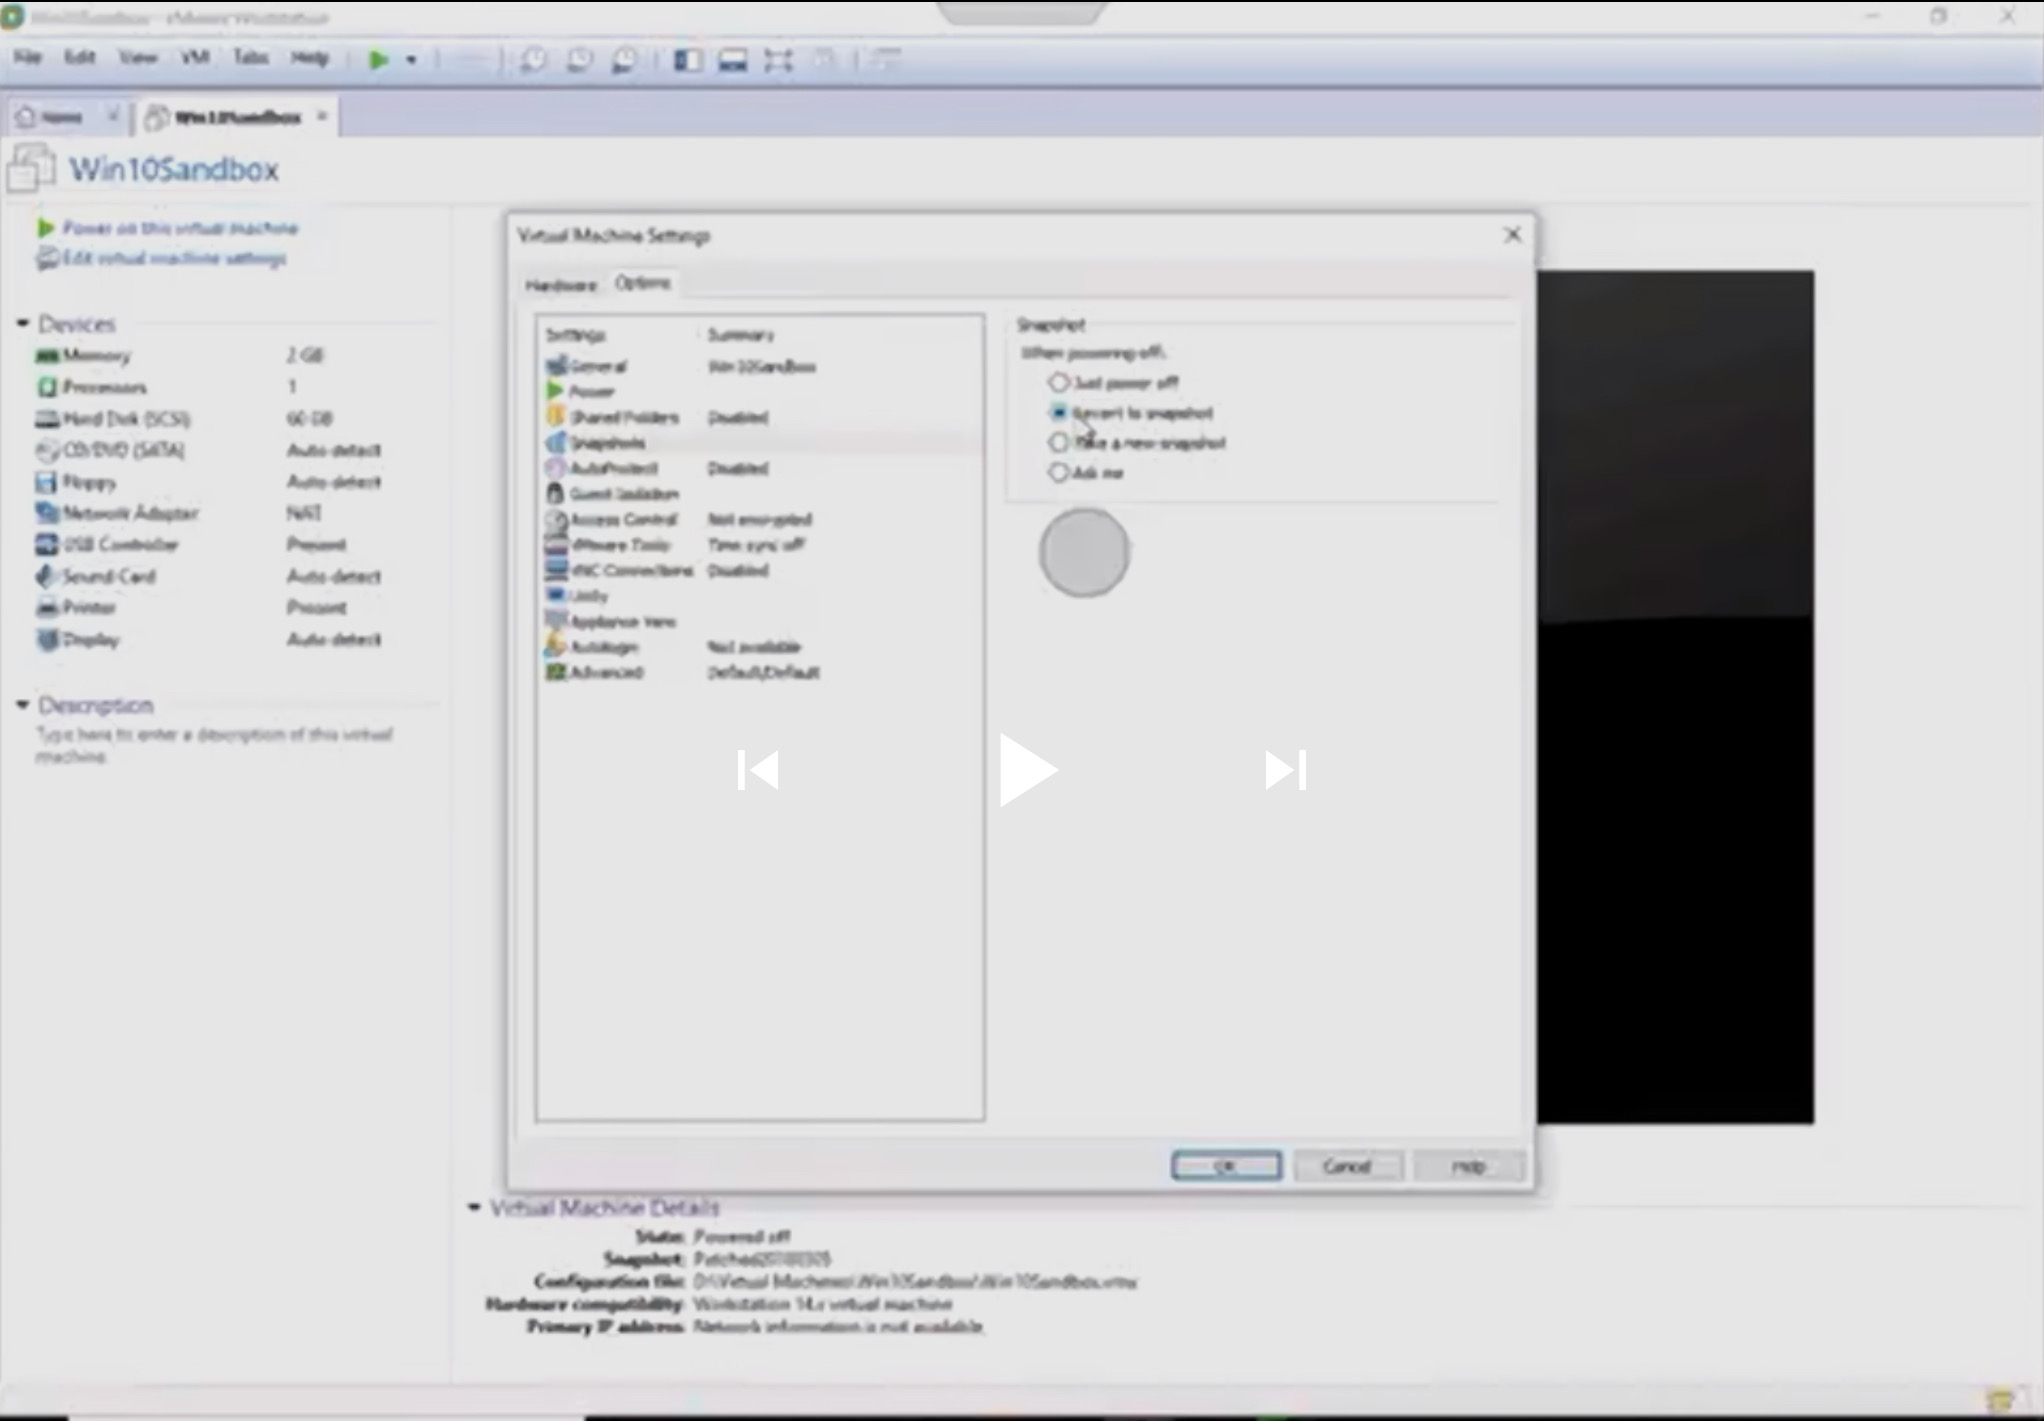 Win10Sandbox - VMware Workstation
File Edit View VM Tabs Help
Home Win10Sandbox
Win10Sandbox
Power on this virtual machine
Edit virtual machine settings
Devices
Memory 2 GB
Processors 1
Hard Disk (SCSI) 60 GB
CD/DVD (SATA) Auto detect
Floppy Auto detect
Network Adapter NAT
USB Controller Present
Sound Card Auto detect
Printer Present
Display Auto detect
Description
Type here to enter a description of this virtual
machine.
Virtual Machine Settings
Hardware Options
Settings Summary
General Win10Sandbox
Power
Shared Folders Disabled
Snapshots
AutoProtect Disabled
Guest Isolation
Access Control Not encrypted
VMware Tools Time sync off
VNC Connections Disabled
Unity
Appliance View
Autologin Not available
Advanced Default/Default
Snapshot
When powering off:
Just power off
Revert to snapshot
Take a new snapshot
Ask me
OK Cancel Help
Virtual Machine Details
State: Powered off
Snapshot:
Configuration file: D:\Virtual Machines\Win10Sandbox\Win10Sandbox.vmx
Hardware compatibility: Workstation 14.x virtual machine
Primary IP address: Network information is not available